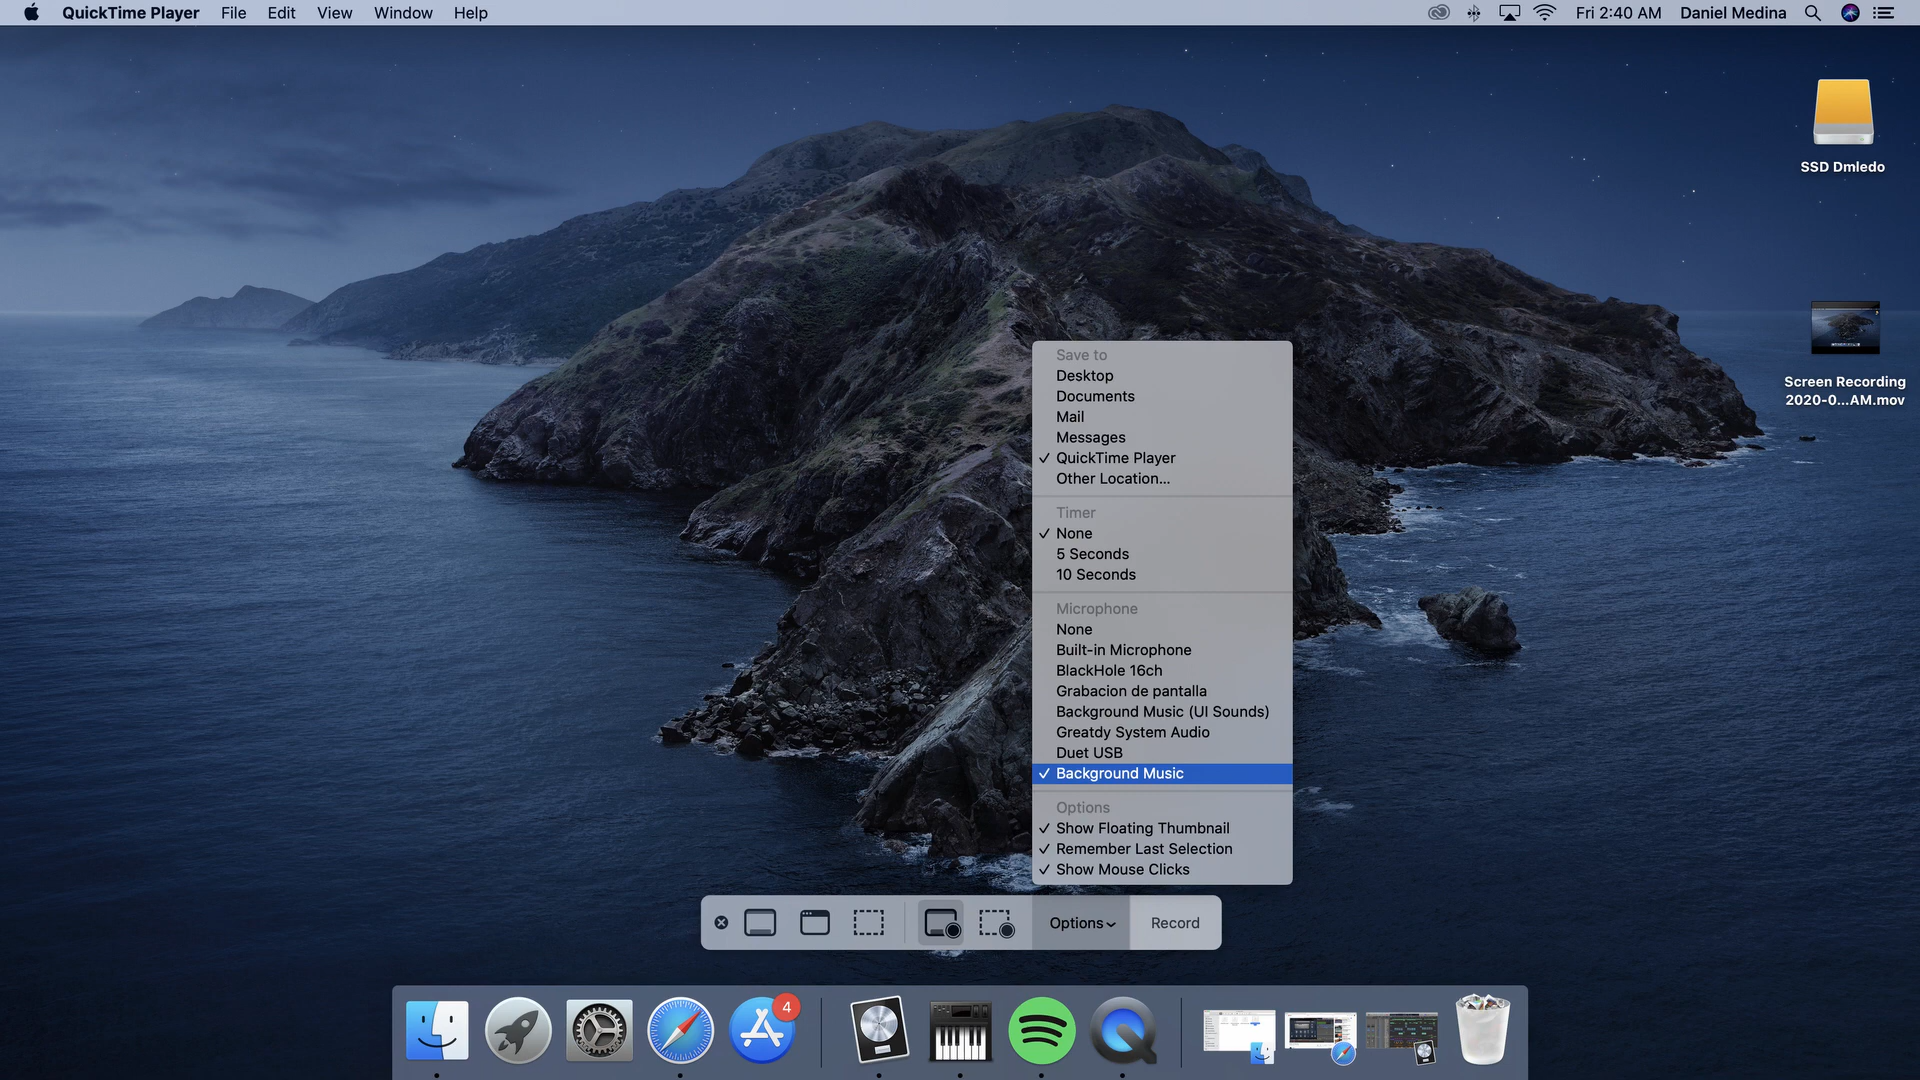 QuickTime Player File Edit View Window Help Fri 2:40 AM Daniel Medina
SSD Dmledo
Screen Recording
2020-0...AM.mov
Save to
Desktop
Documents
Mail
Messages
✓ QuickTime Player
Other Location...
Timer
✓ None
5 Seconds
10 Seconds
Microphone
None
Built-in Microphone
BlackHole 16ch
Grabacion de pantalla
Background Music (UI Sounds)
Greatdy System Audio
Duet USB
✓ Background Music
Options
✓ Show Floating Thumbnail
✓ Remember Last Selection
✓ Show Mouse Clicks
Options Record
4